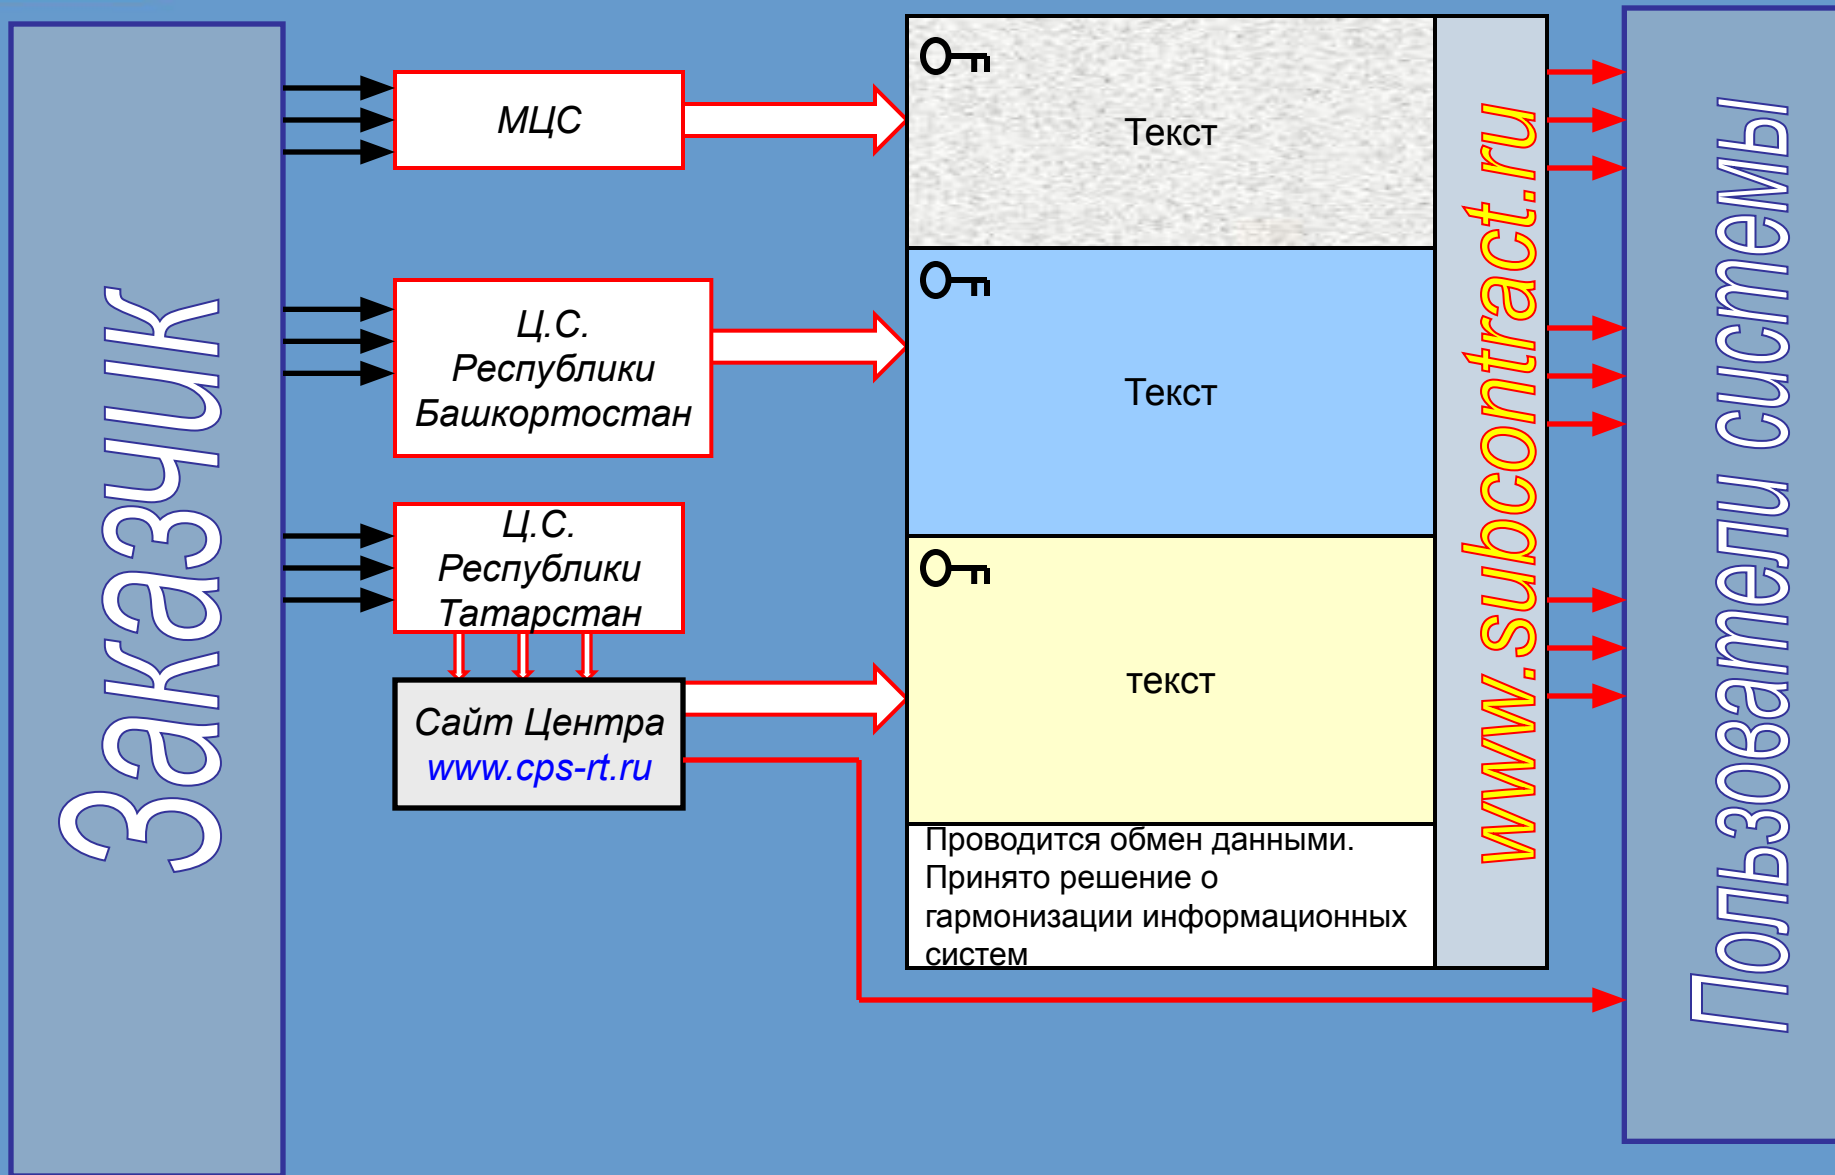 Заказчик
МЦС
Ц.С.
Республики
Башкортостан
Ц.С.
Республики
Татарстан
Сайт Центра
www.cps-rt.ru
Текст
Текст
текст
Проводится обмен данными.
Принято решение о
гармонизации информационных
систем
www.subcontract.ru
Пользователи системы